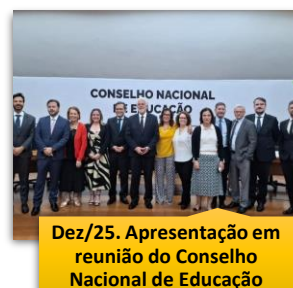 CONSELHO NACIONAL
DE EDUCAÇÃO
Dez/25. Apresentação em
reunião do Conselho
Nacional de Educação